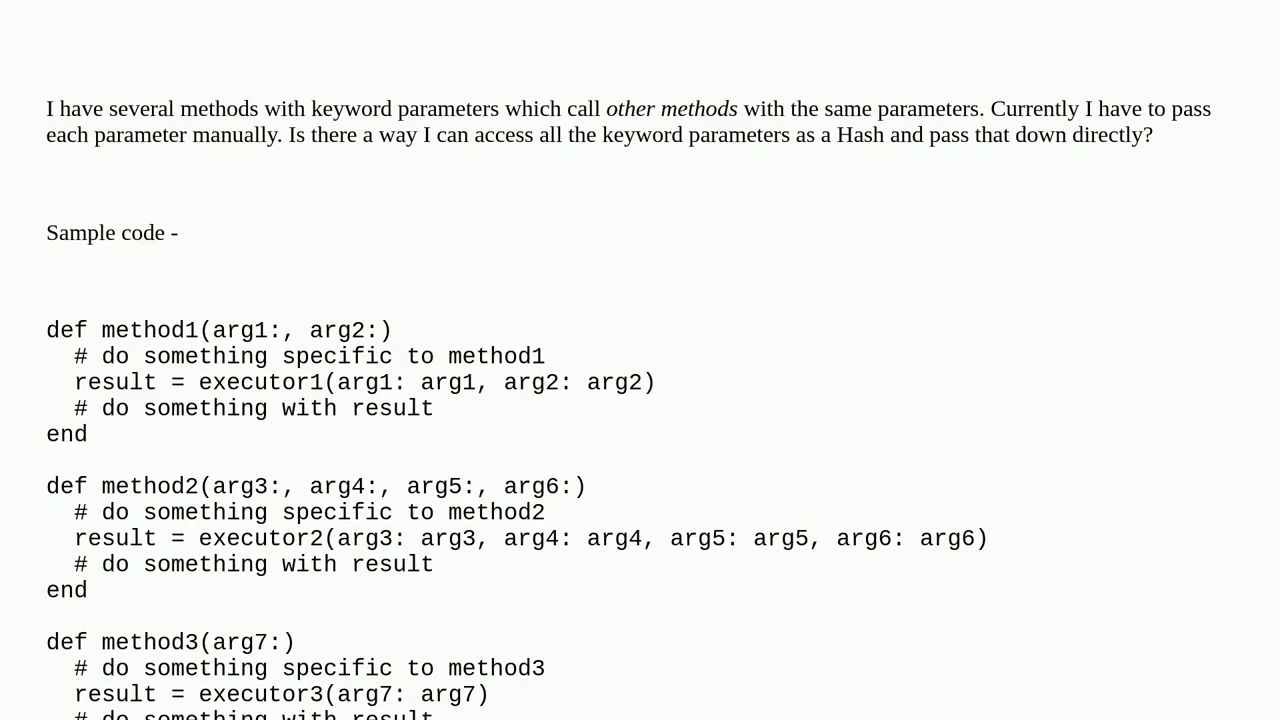 I have several methods with keyword parameters which call other methods with the same parameters. Currently I have to pass
each parameter manually. Is there a way I can access all the keyword parameters as a Hash and pass that down directly?
Sample code -
def method1(arg1:, arg2:)
  # do something specific to method1
  result = executor1(arg1: arg1, arg2: arg2)
  # do something with result
end
def method2(arg3:, arg4:, arg5:, arg6:)
  # do something specific to method2
  result = executor2(arg3: arg3, arg4: arg4, arg5: arg5, arg6: arg6)
  # do something with result
end
def method3(arg7:)
  # do something specific to method3
  result = executor3(arg7: arg7)
  # do something with result